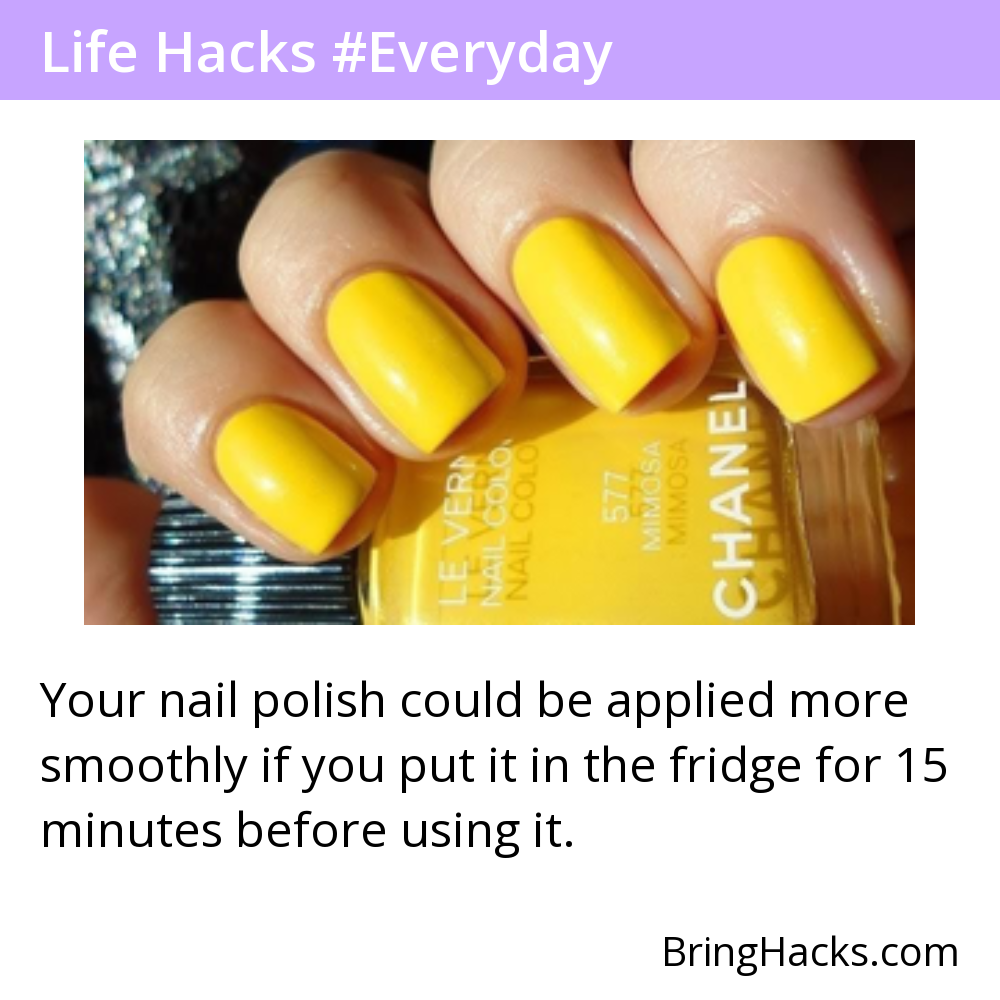 Life Hacks #Everyday
LE VERN
NAIL COLO
577
MIMOSA
CHANEL
Your nail polish could be applied more
smoothly if you put it in the fridge for 15
minutes before using it.
BringHacks.com